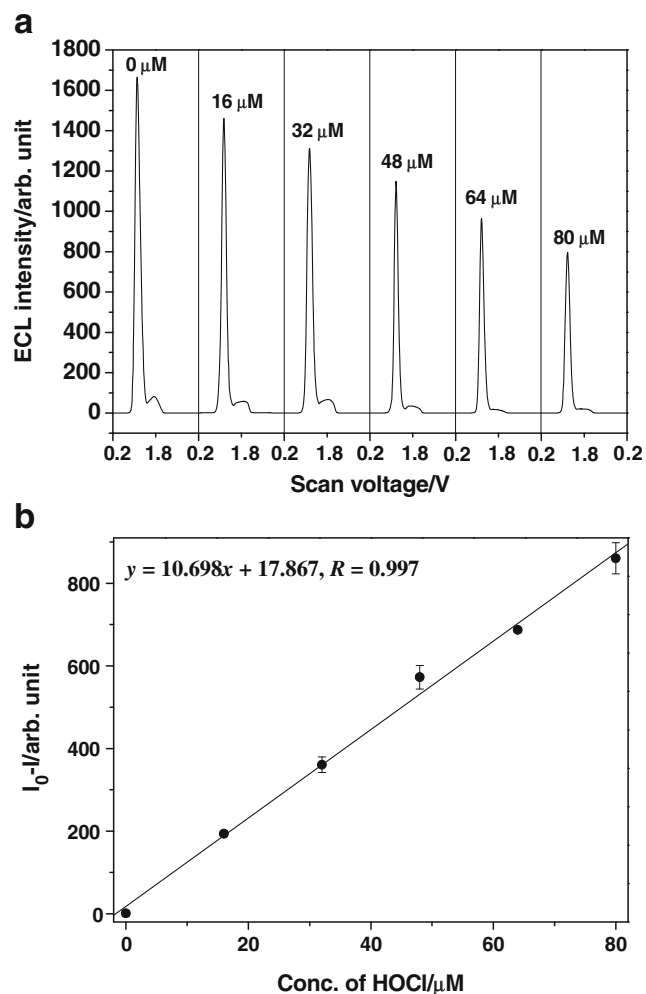 a
ECL intensity/arb. unit
1800
1600
1400
1200
1000
800
600
400
200
0
0 μM
16 μM
32 μM
48 μM
64 μM
80 μM
0.2 1.8 0.2 1.8 0.2 1.8 0.2 1.8 0.2 1.8 0.2 1.8 0.2
Scan voltage/V
b
y = 10.698x + 17.867, R = 0.997
I0-I/arb. unit
800
600
400
200
0
0 20 40 60 80
Conc. of HOCl/μM